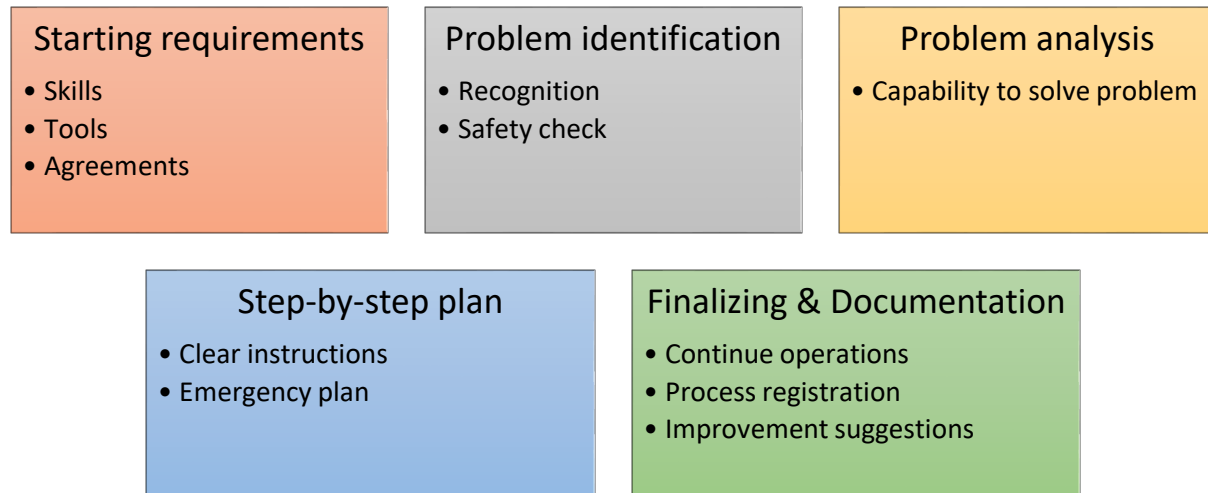 Starting requirements
• Skills
• Tools
• Agreements
Problem identification
• Recognition
• Safety check
Problem analysis
• Capability to solve problem
Step-by-step plan
• Clear instructions
• Emergency plan
Finalizing & Documentation
• Continue operations
• Process registration
• Improvement suggestions